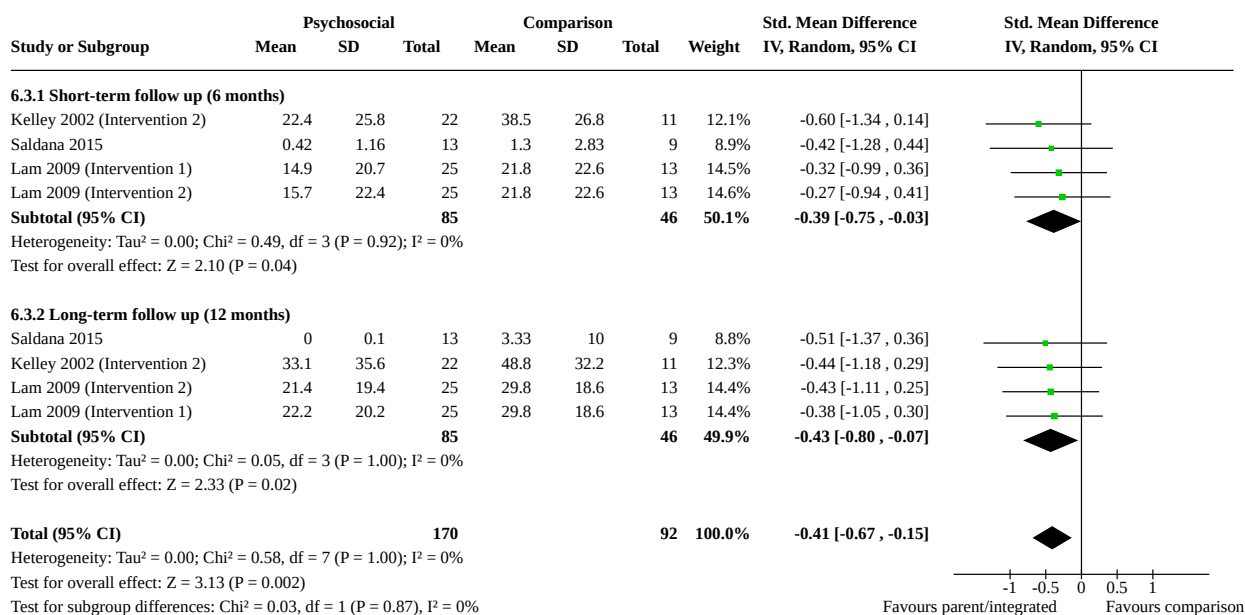 Psychosocial Comparison Std. Mean Difference Std. Mean Difference
Study or Subgroup Mean SD Total Mean SD Total Weight IV, Random, 95% CI IV, Random, 95% CI
6.3.1 Short-term follow up (6 months)
Kelley 2002 (Intervention 2) 22.4 25.8 22 38.5 26.8 11 12.1% -0.60 [-1.34 , 0.14]
Saldana 2015 0.42 1.16 13 1.3 2.83 9 8.9% -0.42 [-1.28 , 0.44]
Lam 2009 (Intervention 1) 14.9 20.7 25 21.8 22.6 13 14.5% -0.32 [-0.99 , 0.36]
Lam 2009 (Intervention 2) 15.7 22.4 25 21.8 22.6 13 14.6% -0.27 [-0.94 , 0.41]
Subtotal (95% CI) 85 46 50.1% -0.39 [-0.75 , -0.03]
Heterogeneity: Tau² = 0.00; Chi² = 0.49, df = 3 (P = 0.92); I² = 0%
Test for overall effect: Z = 2.10 (P = 0.04)
6.3.2 Long-term follow up (12 months)
Saldana 2015 0 0.1 13 3.33 10 9 8.8% -0.51 [-1.37 , 0.36]
Kelley 2002 (Intervention 2) 33.1 35.6 22 48.8 32.2 11 12.3% -0.44 [-1.18 , 0.29]
Lam 2009 (Intervention 2) 21.4 19.4 25 29.8 18.6 13 14.4% -0.43 [-1.11 , 0.25]
Lam 2009 (Intervention 1) 22.2 20.2 25 29.8 18.6 13 14.4% -0.38 [-1.05 , 0.30]
Subtotal (95% CI) 85 46 49.9% -0.43 [-0.80 , -0.07]
Heterogeneity: Tau² = 0.00; Chi² = 0.05, df = 3 (P = 1.00); I² = 0%
Test for overall effect: Z = 2.33 (P = 0.02)
Total (95% CI) 170 92 100.0% -0.41 [-0.67 , -0.15]
Heterogeneity: Tau² = 0.00; Chi² = 0.58, df = 7 (P = 1.00); I² = 0%
Test for overall effect: Z = 3.13 (P = 0.002)
-1 -0.5 0 0.5 1
Test for subgroup differences: Chi² = 0.03, df = 1 (P = 0.87), I² = 0%
Favours parent/integrated Favours comparison